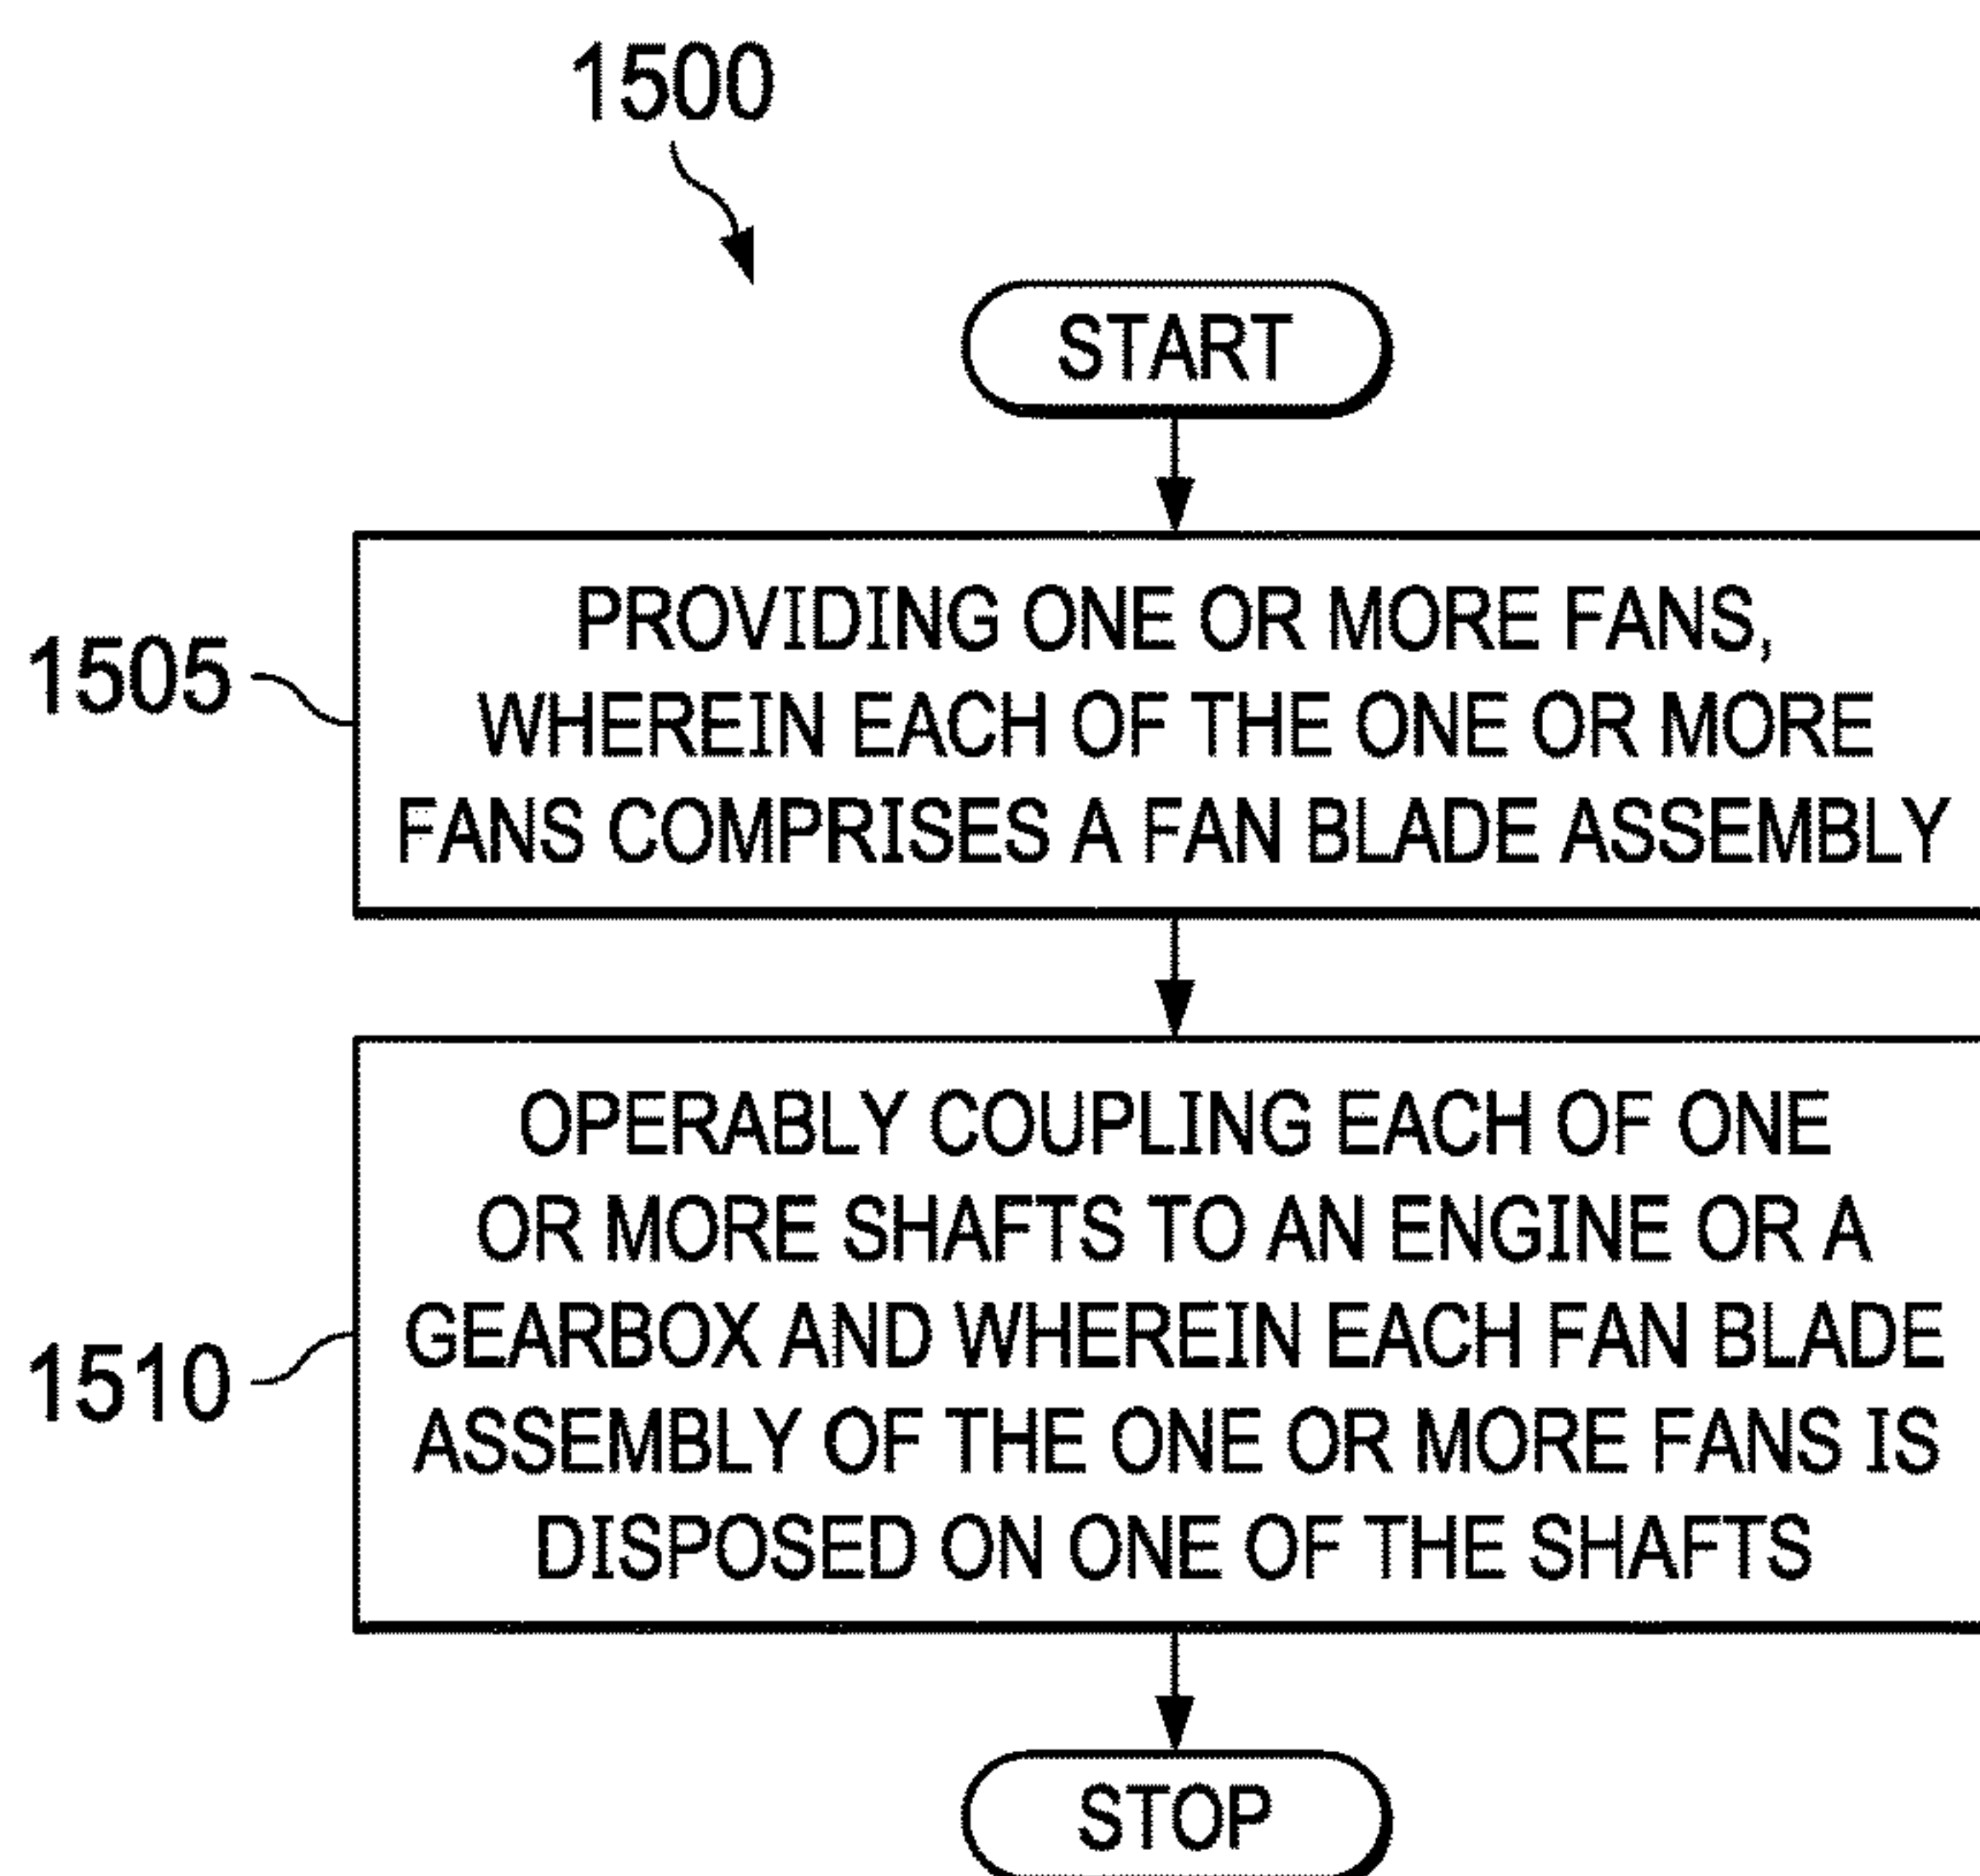 1500
START
1505
PROVIDING ONE OR MORE FANS,
WHEREIN EACH OF THE ONE OR MORE
FANS COMPRISES A FAN BLADE ASSEMBLY
1510
OPERABLY COUPLING EACH OF ONE
OR MORE SHAFTS TO AN ENGINE OR A
GEARBOX AND WHEREIN EACH FAN BLADE
ASSEMBLY OF THE ONE OR MORE FANS IS
DISPOSED ON ONE OF THE SHAFTS
STOP